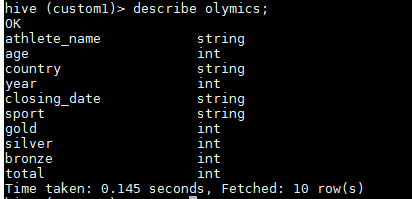 hive (custom1)> describe olymics;
OK
athlete_name string
age int
country string
year int
closing_date string
sport string
gold int
silver int
bronze int
total int
Time taken: 0.145 seconds, Fetched: 10 row(s)